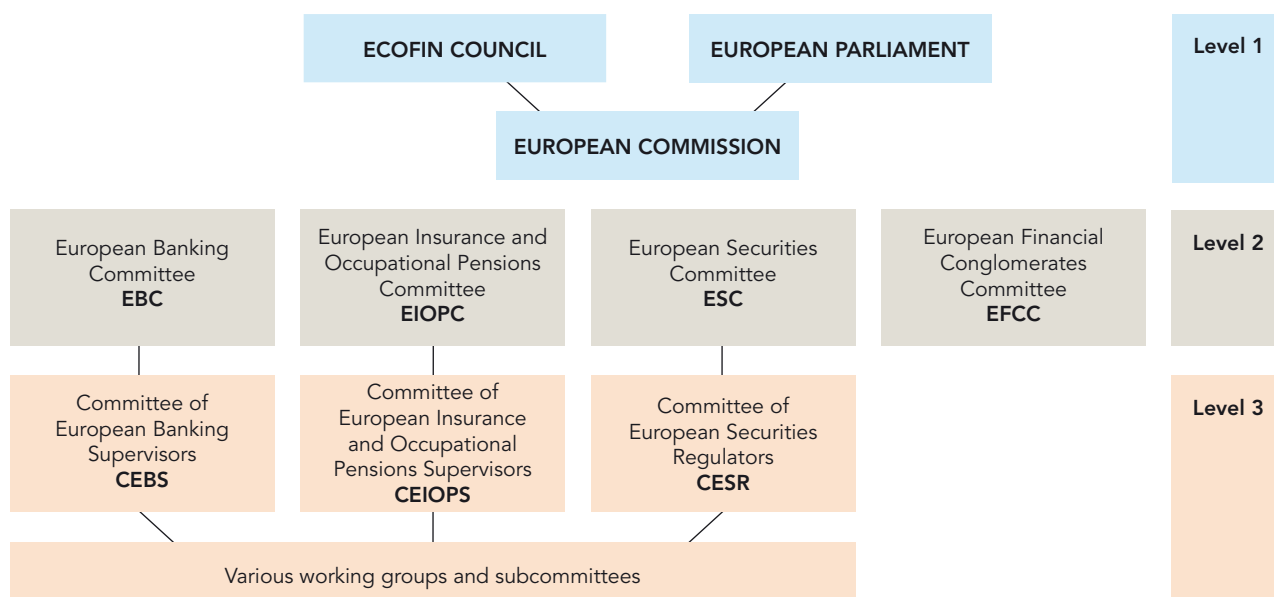 ECOFIN COUNCIL
EUROPEAN PARLIAMENT
Level 1
EUROPEAN COMMISSION
European Banking
Committee
EBC
European Insurance and
Occupational Pensions
Committee
EIOPC
European Securities
Committee
ESC
European Financial
Conglomerates
Committee
EFCC
Level 2
Committee of
European Banking
Supervisors
CEBS
Committee of
European Insurance
and Occupational
Pensions Supervisors
CEIOPS
Committee of
European Securities
Regulators
CESR
Level 3
Various working groups and subcommittees